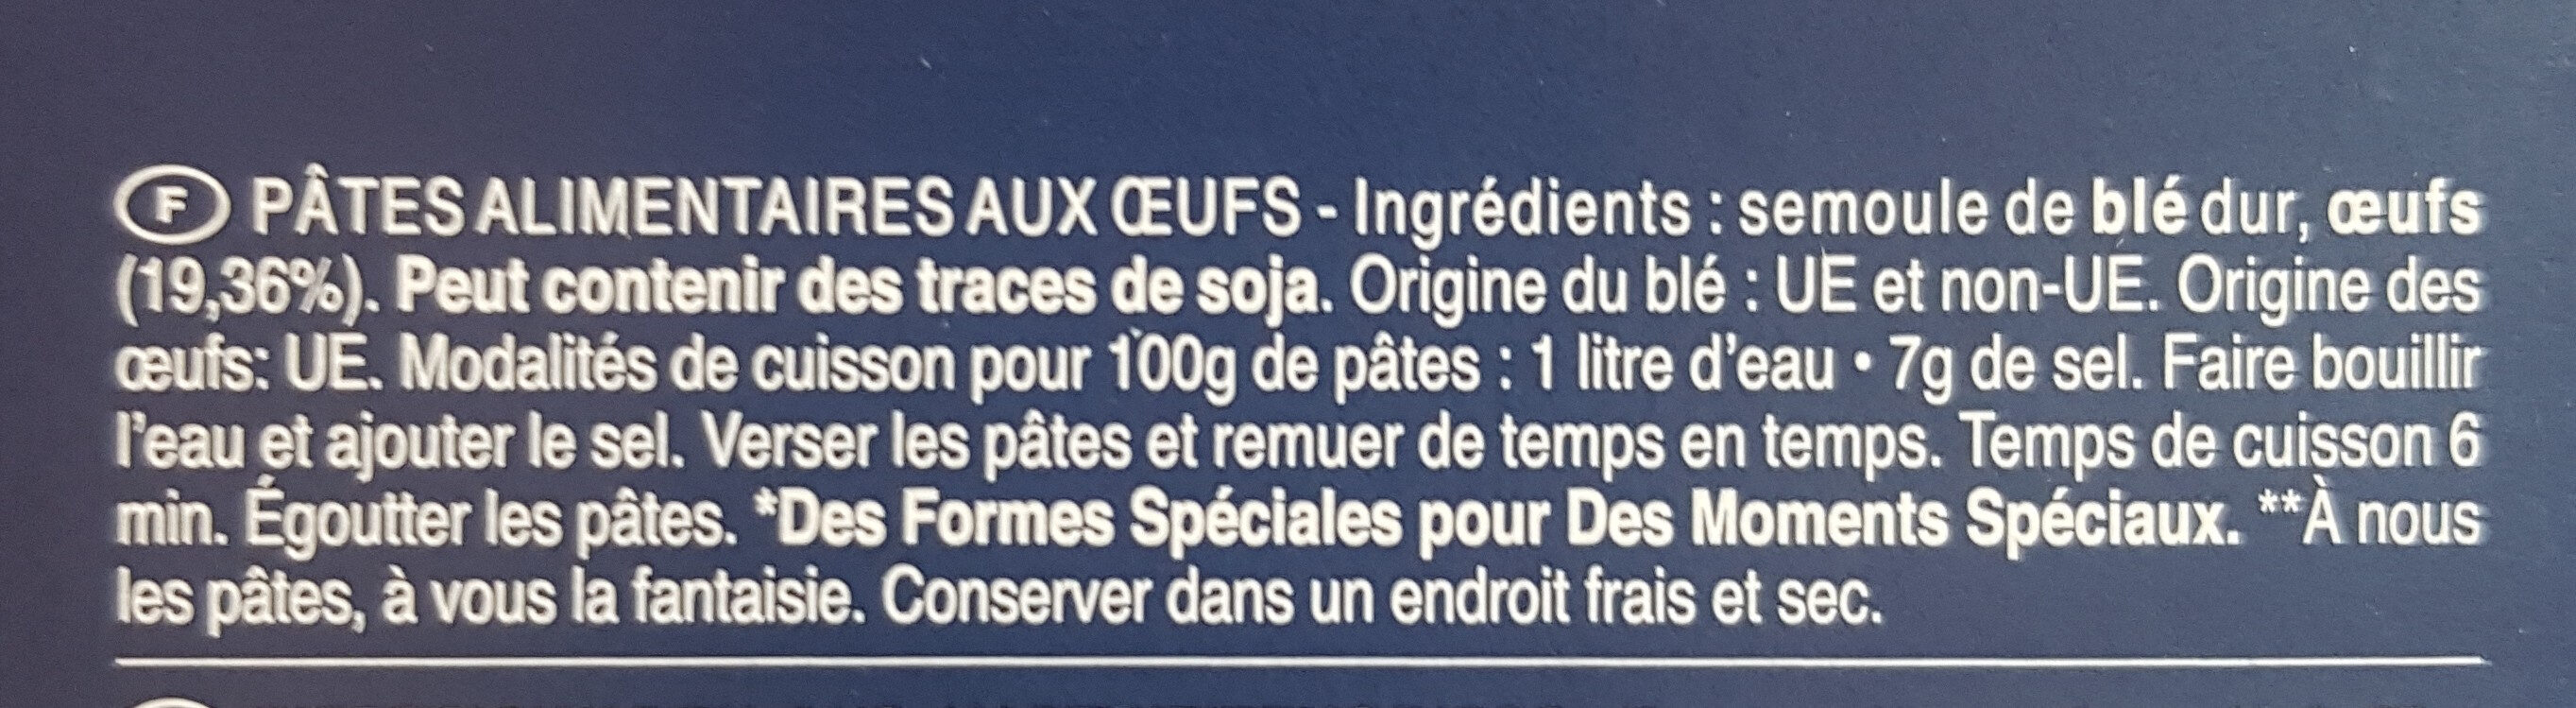 F PÂTES ALIMENTAIRES AUX ŒUFS - Ingrédients : semoule de blé dur, œufs
(19,36%). Peut contenir des traces de soja. Origine du blé : UE et non-UE. Origine des
œufs: UE. Modalités de cuisson pour 100g de pâtes : 1 litre d'eau • 7g de sel. Faire bouillir
l'eau et ajouter le sel. Verser les pâtes et remuer de temps en temps. Temps de cuisson 6
min. Égoutter les pâtes. *Des Formes Spéciales pour Des Moments Spéciaux. **À nous
les pâtes, à vous la fantaisie. Conserver dans un endroit frais et sec.